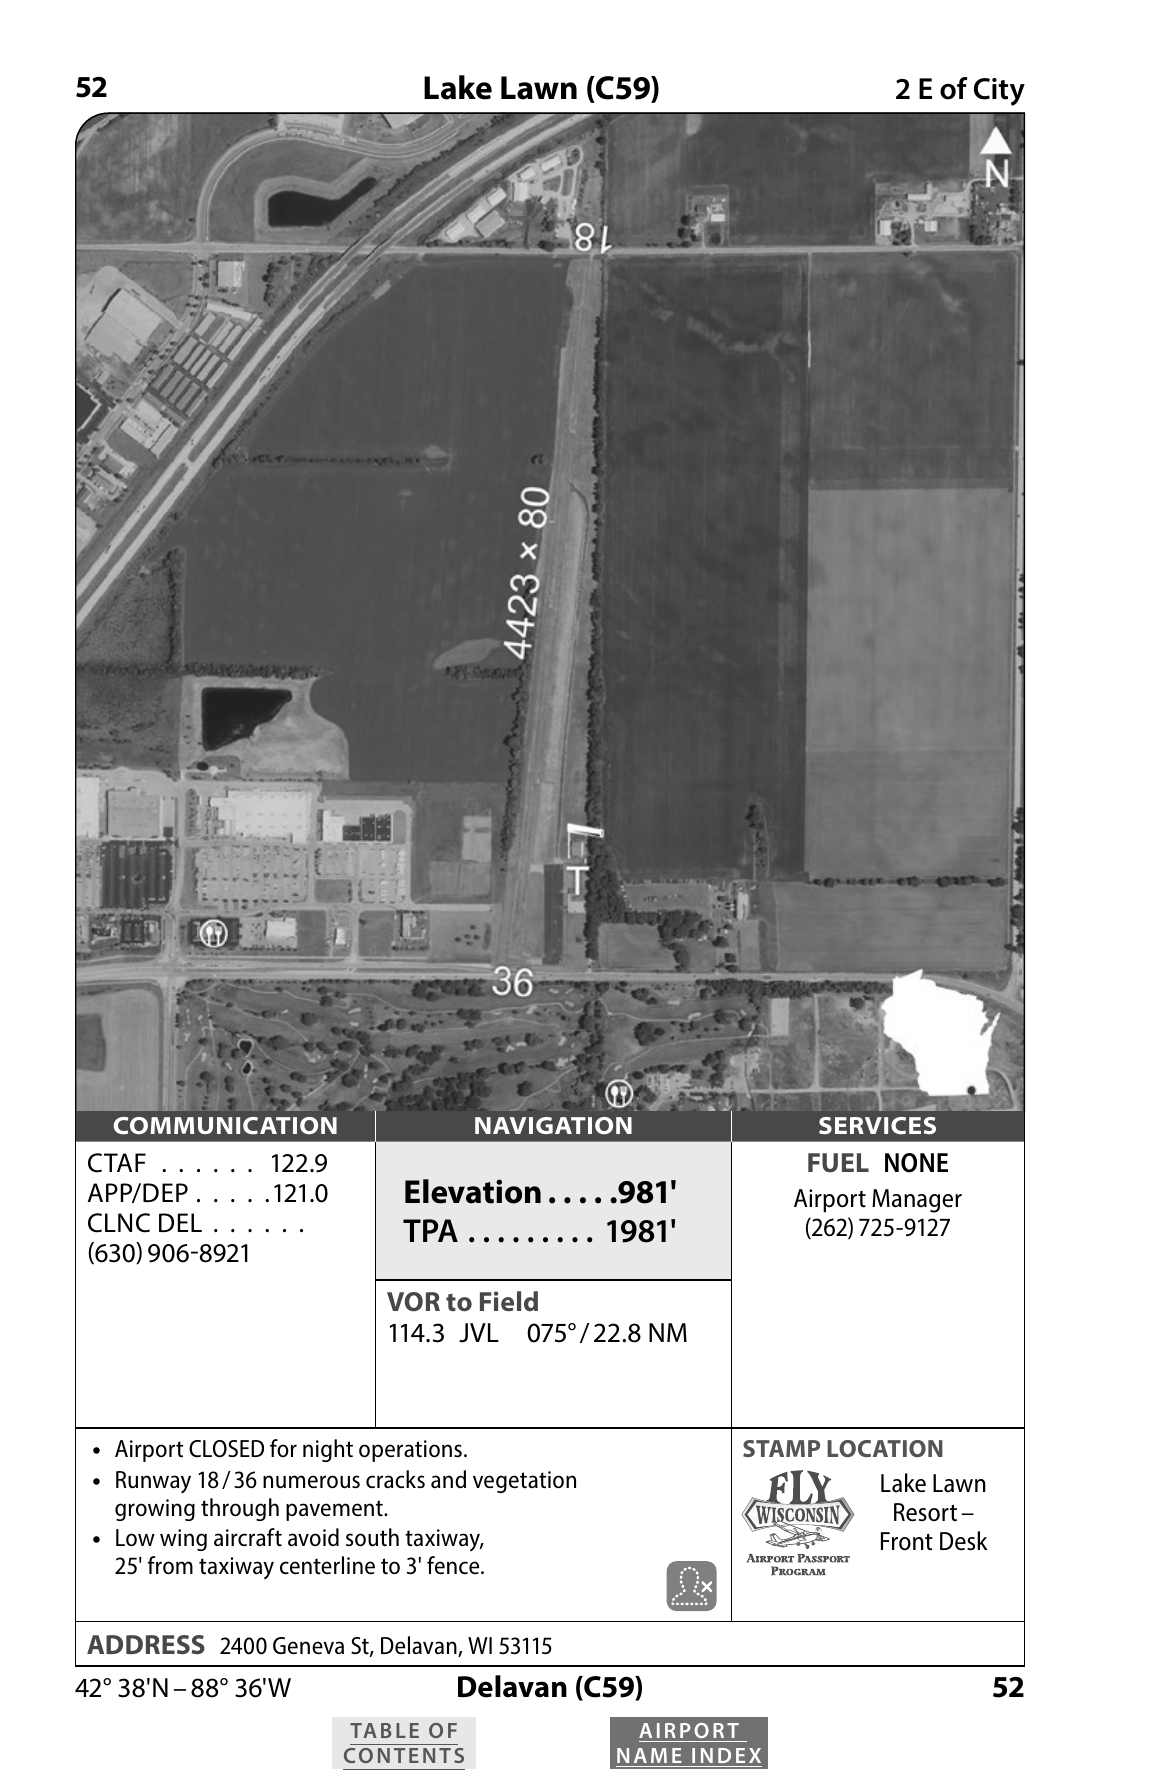 52
Lake Lawn (C59)
2 E of City
N
18
4423 × 80
T
36
COMMUNICATION
CTAF . . . . . . 122.9
APP/DEP . . . . . 121.0
CLNC DEL . . . . . .
(630) 906-8921
NAVIGATION
Elevation . . . . . 981'
TPA . . . . . . . . . 1981'
VOR to Field
114.3 JVL 075° / 22.8 NM
SERVICES
FUEL NONE
Airport Manager
(262) 725-9127
• Airport CLOSED for night operations.
• Runway 18 / 36 numerous cracks and vegetation
growing through pavement.
• Low wing aircraft avoid south taxiway,
25' from taxiway centerline to 3' fence.
STAMP LOCATION
FLY
WISCONSIN
AIRPORT PASSPORT
PROGRAM
Lake Lawn
Resort –
Front Desk
ADDRESS 2400 Geneva St, Delavan, WI 53115
42° 38'N – 88° 36'W
Delavan (C59)
52
TABLE OF
CONTENTS
AIRPORT
NAME INDEX